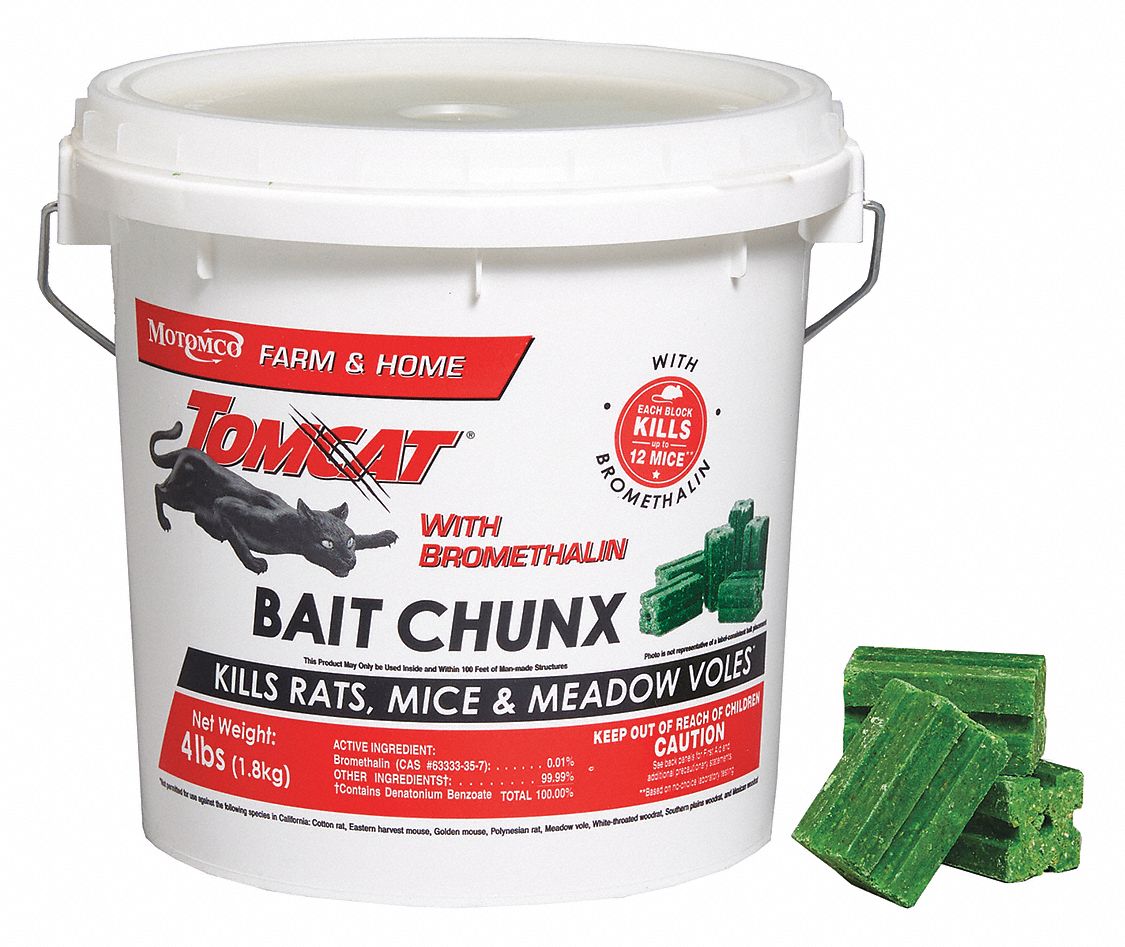 MOTOMCO FARM & HOME
TOMCAT®
WITH
BROMETHALIN
WITH
EACH BLOCK
KILLS
up to
12 MICE**
BROMETHALIN
BAIT CHUNX
Photo is not representative of a label-consistent bait placement
This Product May Only be Used Inside and Within 100 Feet of Man-made Structures
KILLS RATS, MICE & MEADOW VOLES*
Net Weight:
4lbs (1.8kg)
ACTIVE INGREDIENT:
Bromethalin (CAS #63333-35-7): . . . . . . 0.01%
OTHER INGREDIENTS†: . . . . . . . . . 99.99%
†Contains Denatonium Benzoate TOTAL 100.00%
KEEP OUT OF REACH OF CHILDREN
CAUTION
See back panels for First Aid and
additional precautionary statements.
**Based on no-choice laboratory testing
*Not permitted for use against the following species in California: Cotton rat, Eastern harvest mouse, Golden mouse, Polynesian rat, Meadow vole, White-throated woodrat, Southern plains woodrat, and Mexican woodrat